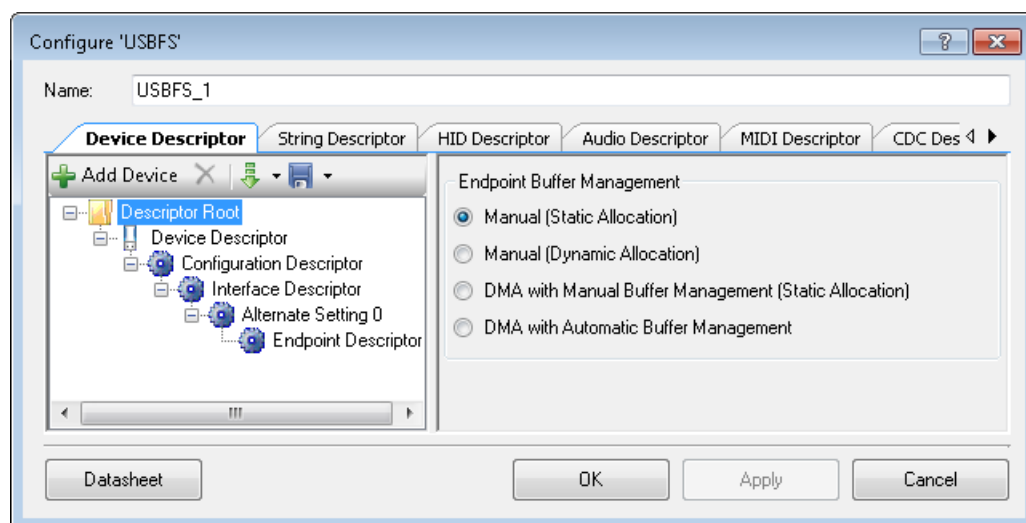 Configure 'USBFS'
Name: USBFS_1
Device Descriptor String Descriptor HID Descriptor Audio Descriptor MIDI Descriptor CDC Des
Add Device
Descriptor Root
Device Descriptor
Configuration Descriptor
Interface Descriptor
Alternate Setting 0
Endpoint Descriptor
Endpoint Buffer Management
Manual (Static Allocation)
Manual (Dynamic Allocation)
DMA with Manual Buffer Management (Static Allocation)
DMA with Automatic Buffer Management
Datasheet OK Apply Cancel